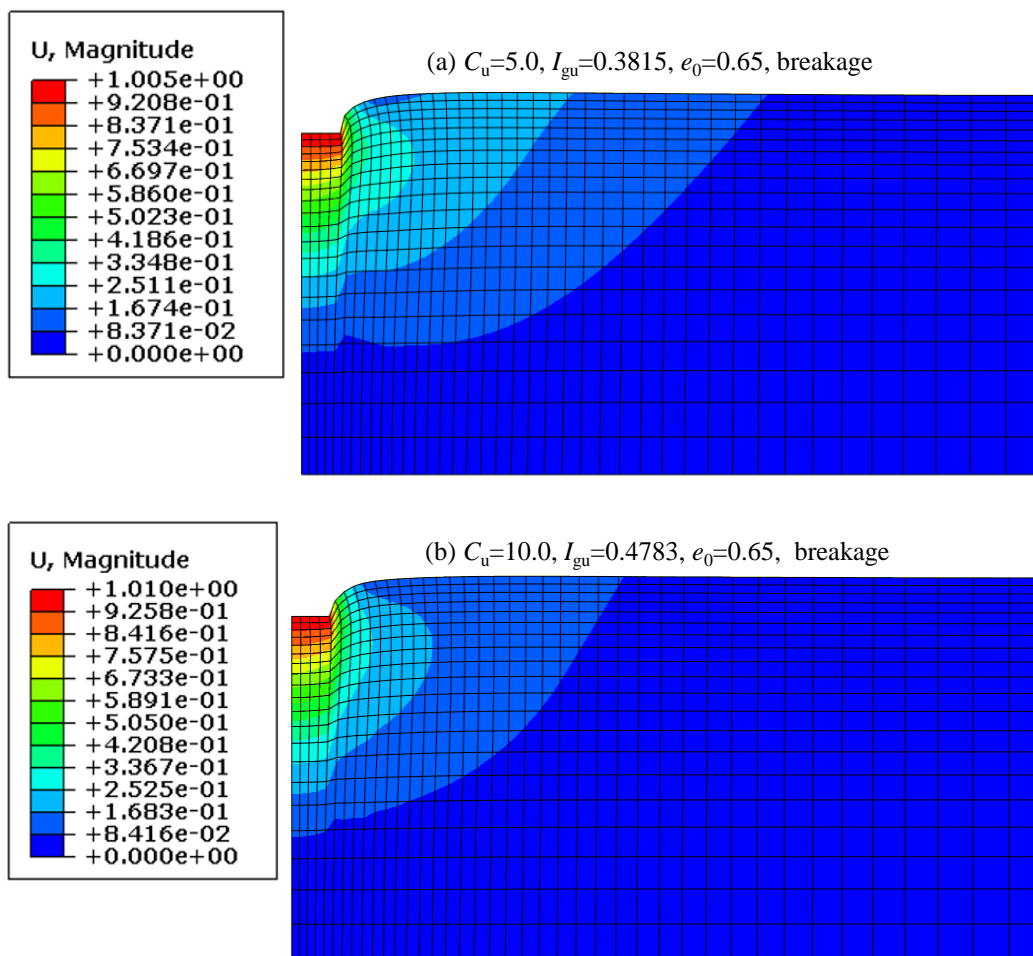 U, Magnitude
+1.005e+00
+9.208e-01
+8.371e-01
+7.534e-01
+6.697e-01
+5.860e-01
+5.023e-01
+4.186e-01
+3.348e-01
+2.511e-01
+1.674e-01
+8.371e-02
+0.000e+00
(a) Cu=5.0, Igu=0.3815, e0=0.65, breakage
U, Magnitude
+1.010e+00
+9.258e-01
+8.416e-01
+7.575e-01
+6.733e-01
+5.891e-01
+5.050e-01
+4.208e-01
+3.367e-01
+2.525e-01
+1.683e-01
+8.416e-02
+0.000e+00
(b) Cu=10.0, Igu=0.4783, e0=0.65, breakage